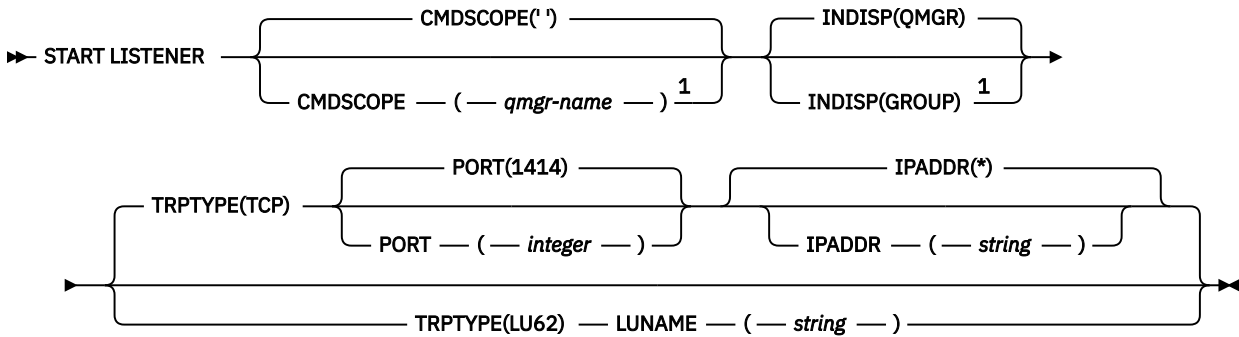 CMDSCOPE(' ')
INDISP(QMGR)
START LISTENER
CMDSCOPE ( qmgr-name ) 1
INDISP(GROUP) 1
PORT(1414)
IPADDR(*)
TRPTYPE(TCP)
PORT ( integer )
IPADDR ( string )
TRPTYPE(LU62) LUNAME ( string )